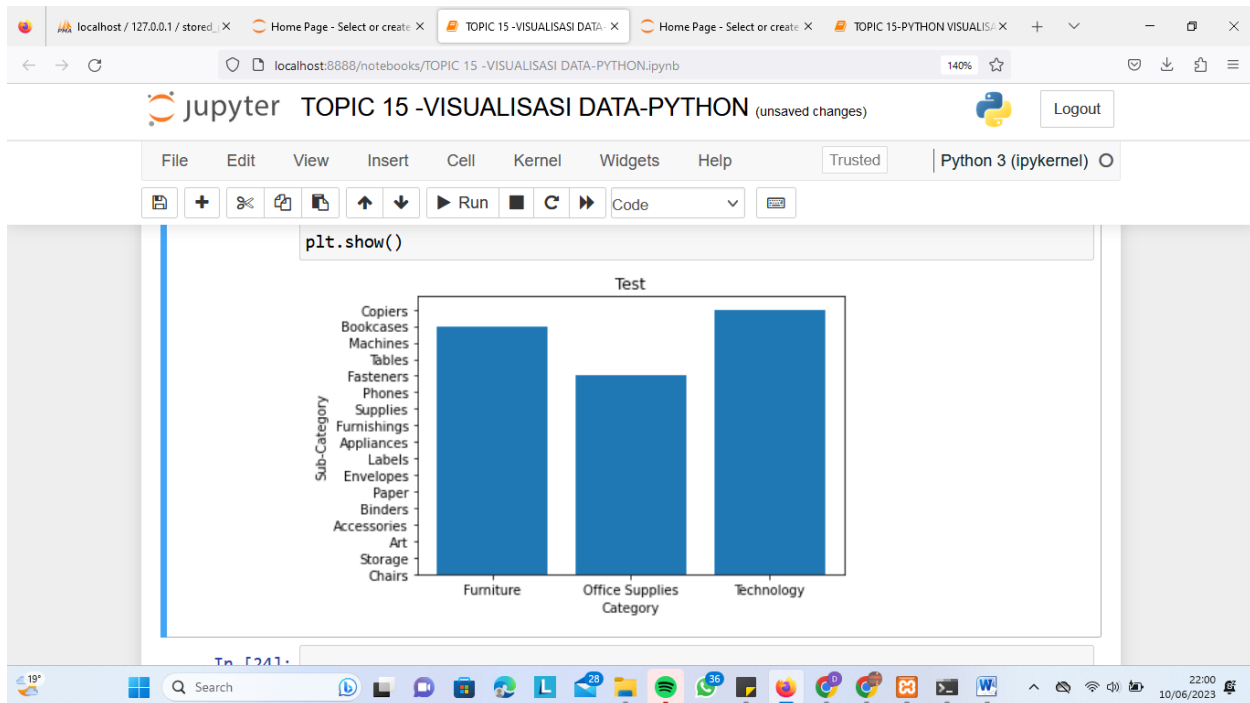 localhost / 127.0.0.1 / stored_
Home Page - Select or create
TOPIC 15 -VISUALISASI DATA-
Home Page - Select or create
TOPIC 15-PYTHON VISUALISA
localhost:8888/notebooks/TOPIC 15 -VISUALISASI DATA-PYTHON.ipynb
140%
jupyter TOPIC 15 -VISUALISASI DATA-PYTHON (unsaved changes)
Logout
File Edit View Insert Cell Kernel Widgets Help
Trusted
Python 3 (ipykernel)
Run
Code
plt.show()
Test
Sub-Category
Copiers
Bookcases
Machines
Tables
Fasteners
Phones
Supplies
Furnishings
Appliances
Labels
Envelopes
Paper
Binders
Accessories
Art
Storage
Chairs
Furniture Office Supplies Technology
Category
In [24]:
19°
Search
28
36
22:00
10/06/2023